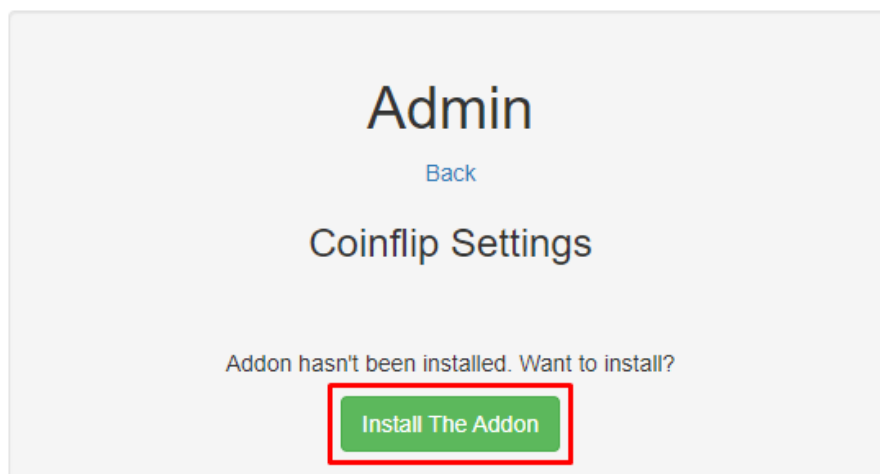 Admin
Back
Coinflip Settings
Addon hasn't been installed. Want to install?
Install The Addon